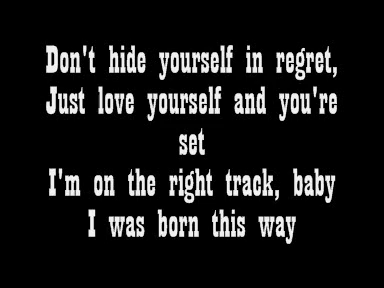 Don't hide yourself in regret,
Just love yourself and you're
set
I'm on the right track, baby
I was born this way